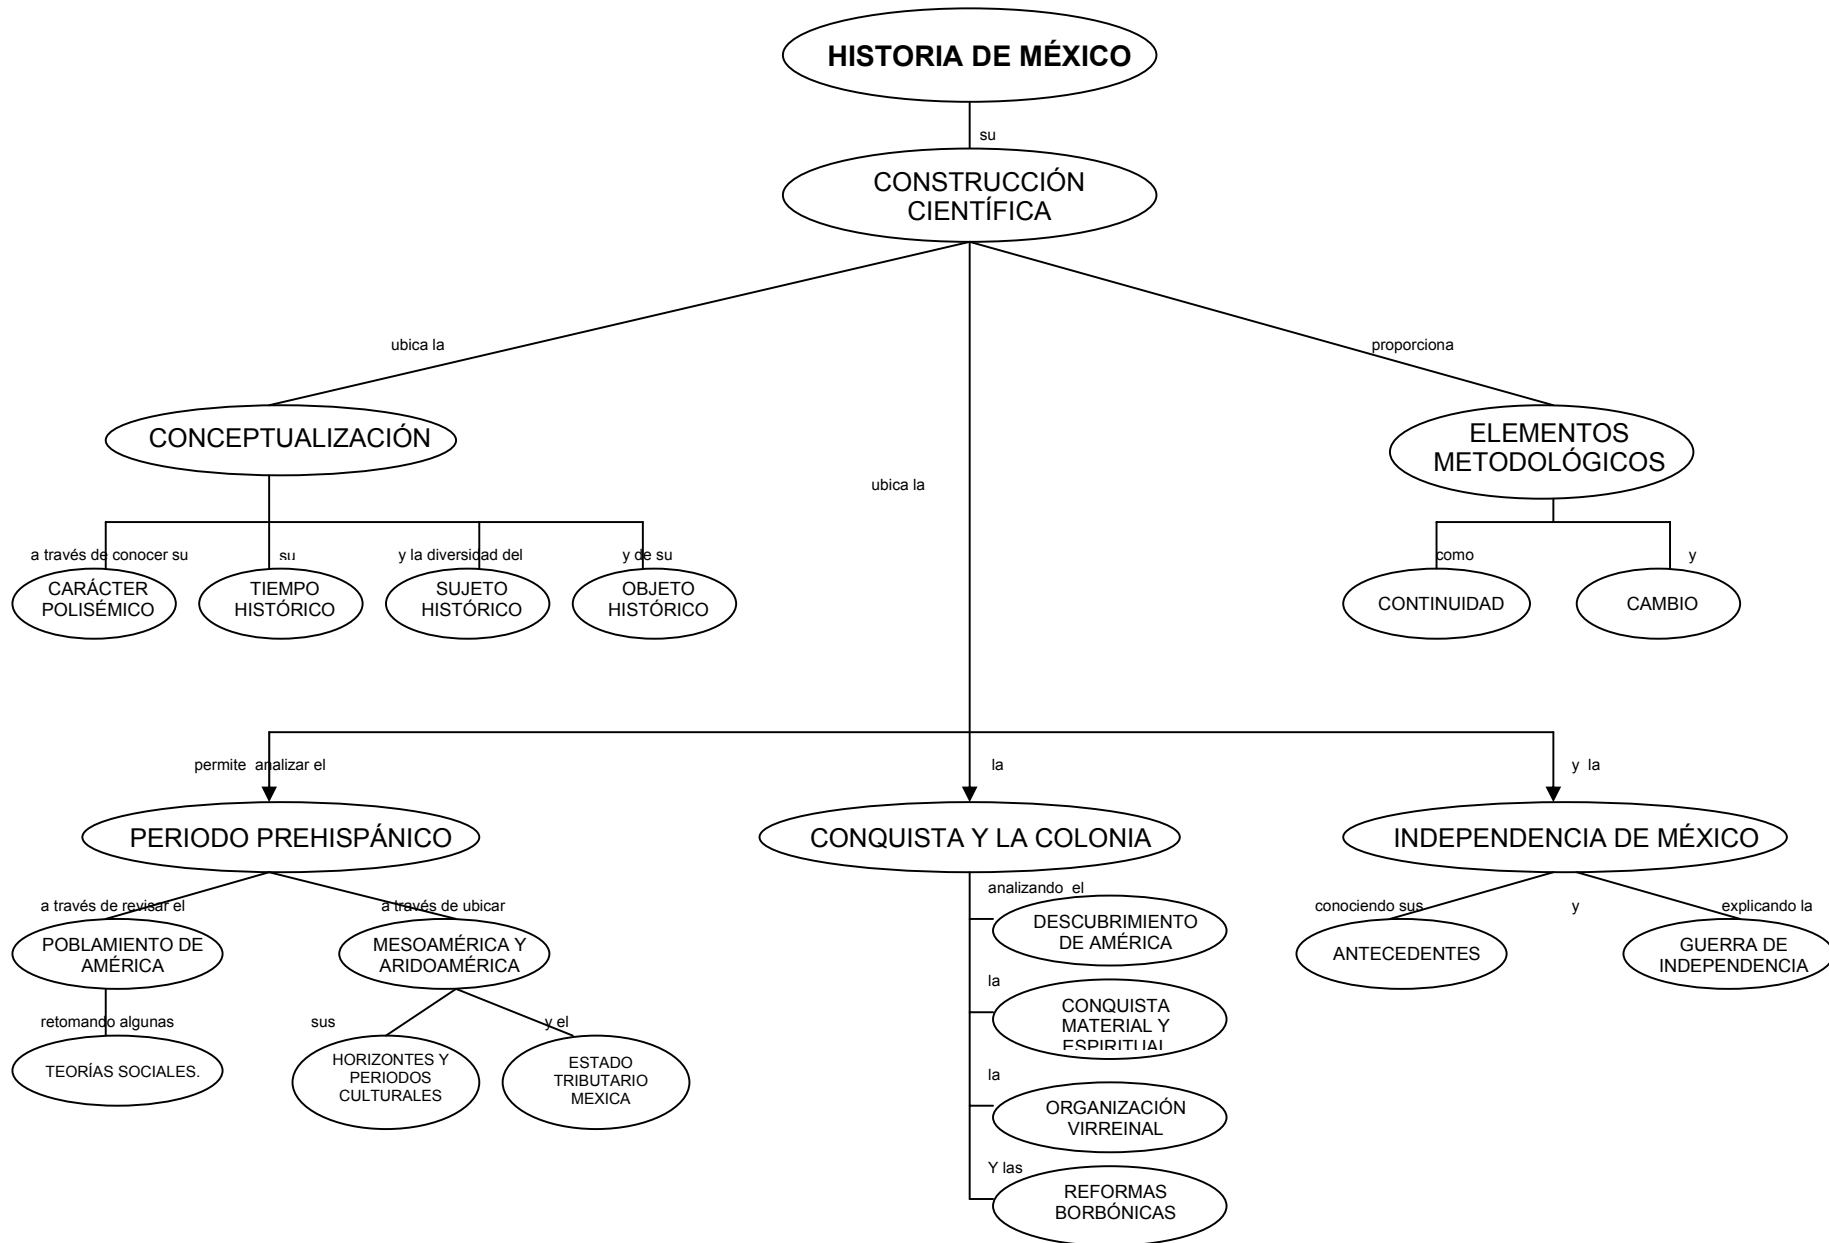 HISTORIA DE MÉXICO
su
CONSTRUCCIÓN
CIENTÍFICA
ubica la
proporciona
CONCEPTUALIZACIÓN
ubica la
ELEMENTOS
METODOLÓGICOS
a través de conocer su
su
y la diversidad del
y de su
como
y
CARÁCTER
POLISÉMICO
TIEMPO
HISTÓRICO
SUJETO
HISTÓRICO
OBJETO
HISTÓRICO
CONTINUIDAD
CAMBIO
permite analizar el
la
y la
PERIODO PREHISPÁNICO
CONQUISTA Y LA COLONIA
INDEPENDENCIA DE MÉXICO
a través de revisar el
a través de ubicar
analizando el
conociendo sus
y
explicando la
POBLAMIENTO DE
AMÉRICA
MESOAMÉRICA Y
ARIDOAMÉRICA
DESCUBRIMIENTO
DE AMÉRICA
ANTECEDENTES
GUERRA DE
INDEPENDENCIA
retomando algunas
sus
y el
la
TEORÍAS SOCIALES.
HORIZONTES Y
PERIODOS
CULTURALES
ESTADO
TRIBUTARIO
MEXICA
CONQUISTA
MATERIAL Y
ESPIRITUAL
la
ORGANIZACIÓN
VIRREINAL
Y las
REFORMAS
BORBÓNICAS